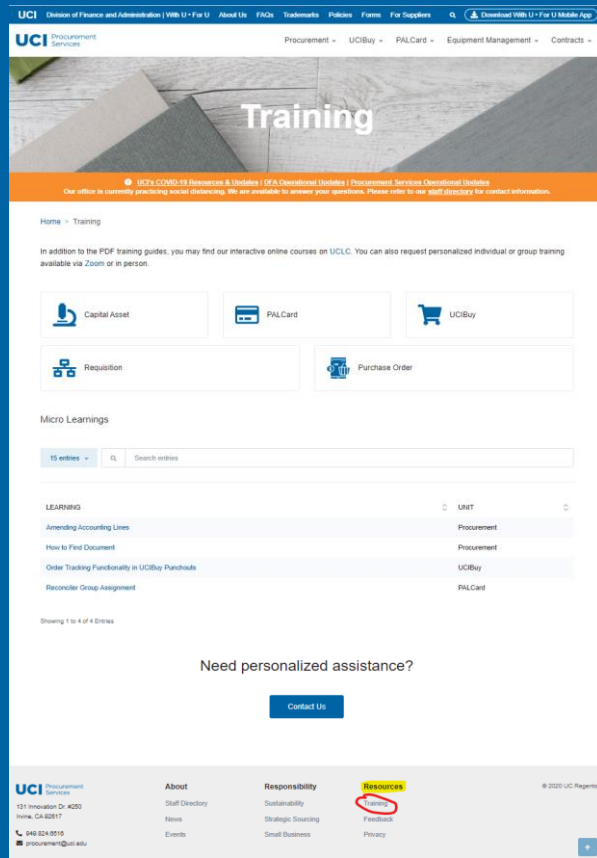 UCI Division of Finance and Administration | With U • For U About Us FAQs Trademarks Policies Forms For Suppliers Download With U • For U Mobile App
UCI Procurement Services Procurement UCIBuy PALCard Equipment Management Contracts
Training
UCI's COVID-19 Resources & Updates | DFA Operational Updates | Procurement Services Operational Updates
Our office is currently practicing social distancing. We are available to answer your questions. Please refer to our staff directory for contact information.
Home > Training
In addition to the PDF training guides, you may find our interactive online courses on UCLC. You can also request personalized individual or group training
available via Zoom or in person.
Capital Asset PALCard UCIBuy
Requisition Purchase Order
Micro Learnings
15 entries Search entries
LEARNING UNIT
Amending Accounting Lines Procurement
How to Find Document Procurement
Order Tracking Functionality in UCIBuy Punchouts UCIBuy
Reconciler Group Assignment PALCard
Showing 1 to 4 of 4 Entries
Need personalized assistance?
Contact Us
UCI Procurement Services About Responsibility Resources © 2020 UC Regents
131 Innovation Dr. #250 Staff Directory Sustainability Training
Irvine, CA 92617 News Strategic Sourcing Feedback
949.824.6516 Events Small Business Privacy
procurement@uci.edu